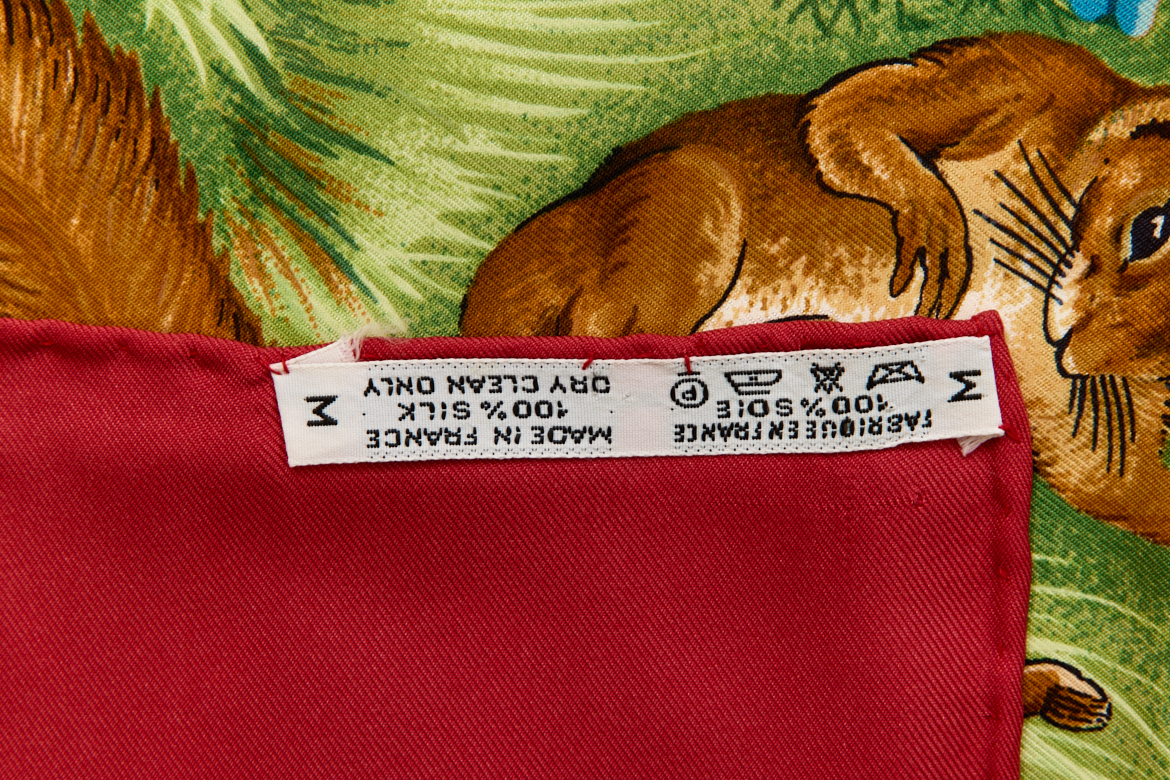 M
FABRIQUE EN FRANCE
100% SOIE
P
MADE IN FRANCE
100% SILK
DRY CLEAN ONLY
M